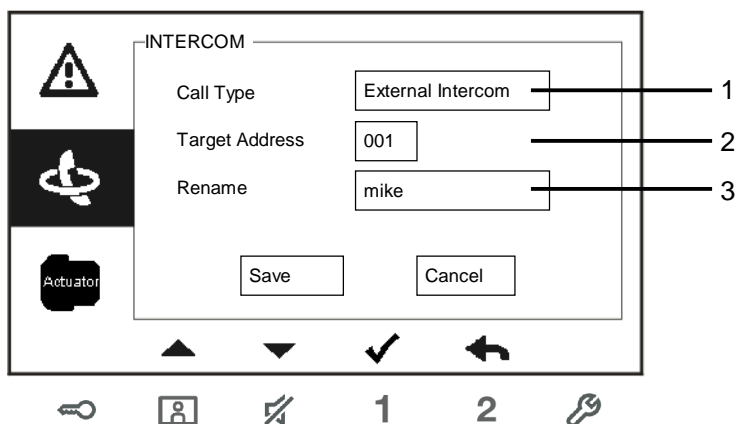 INTERCOM
Call Type External Intercom 1
Target Address 001 2
Rename mike 3
Actuator Save Cancel
1 2